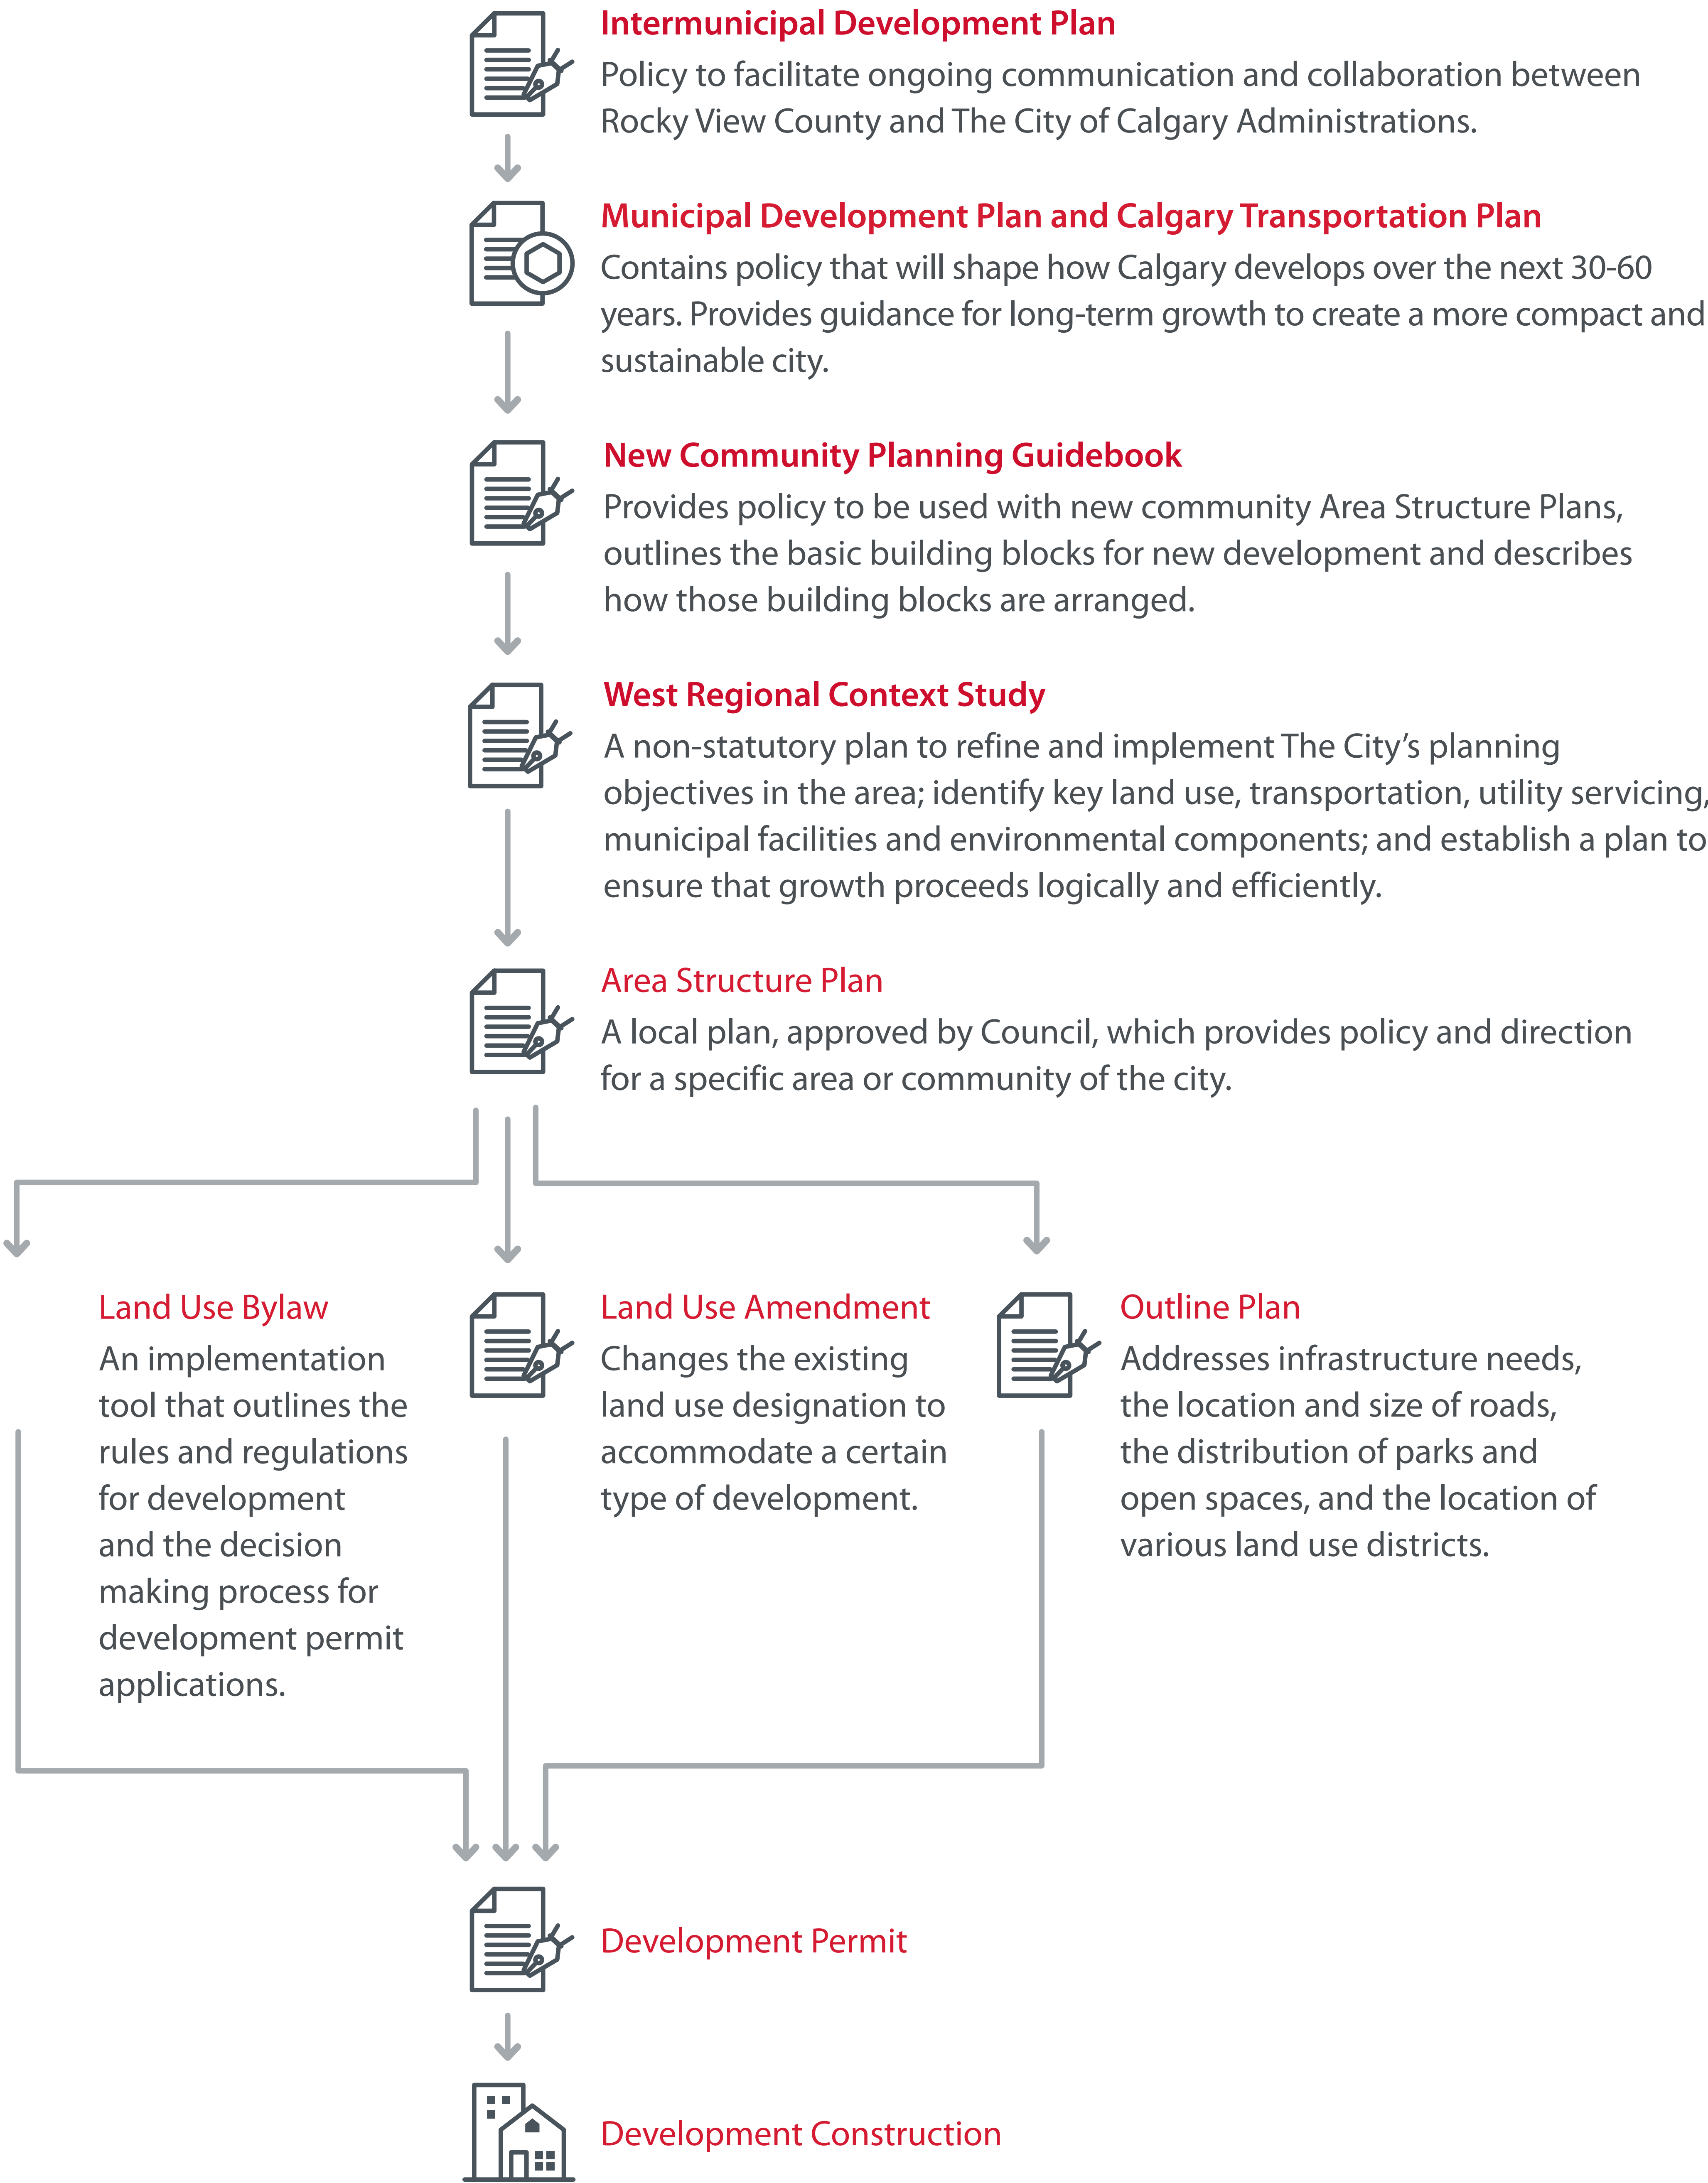 Intermunicipal Development Plan
Policy to facilitate ongoing communication and collaboration between
Rocky View County and The City of Calgary Administrations.
Municipal Development Plan and Calgary Transportation Plan
Contains policy that will shape how Calgary develops over the next 30-60
years. Provides guidance for long-term growth to create a more compact and
sustainable city.
New Community Planning Guidebook
Provides policy to be used with new community Area Structure Plans,
outlines the basic building blocks for new development and describes
how those building blocks are arranged.
West Regional Context Study
A non-statutory plan to refine and implement The City’s planning
objectives in the area; identify key land use, transportation, utility servicing,
municipal facilities and environmental components; and establish a plan to
ensure that growth proceeds logically and efficiently.
Area Structure Plan
A local plan, approved by Council, which provides policy and direction
for a specific area or community of the city.
Land Use Bylaw
An implementation
tool that outlines the
rules and regulations
for development
and the decision
making process for
development permit
applications.
Land Use Amendment
Changes the existing
land use designation to
accommodate a certain
type of development.
Outline Plan
Addresses infrastructure needs,
the location and size of roads,
the distribution of parks and
open spaces, and the location of
various land use districts.
Development Permit
Development Construction